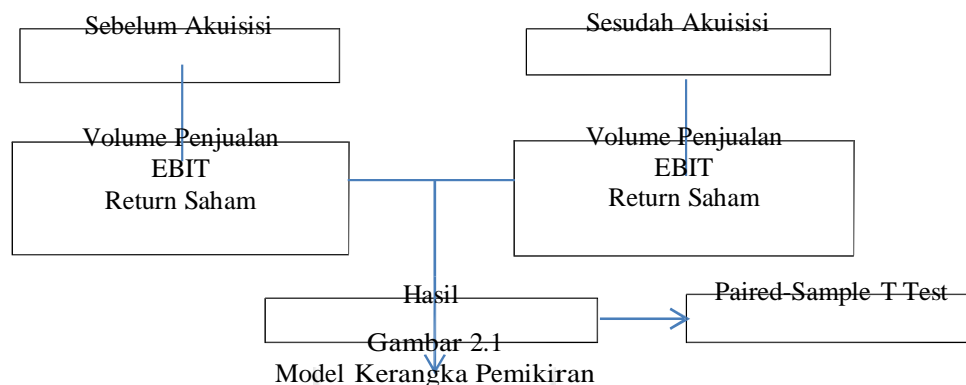 Sebelum Akuisisi
Sesudah Akuisisi
Volume Penjualan
EBIT
Return Saham
Volume Penjualan
EBIT
Return Saham
Hasil
Paired-Sample T Test
Gambar 2.1
Model Kerangka Pemikiran